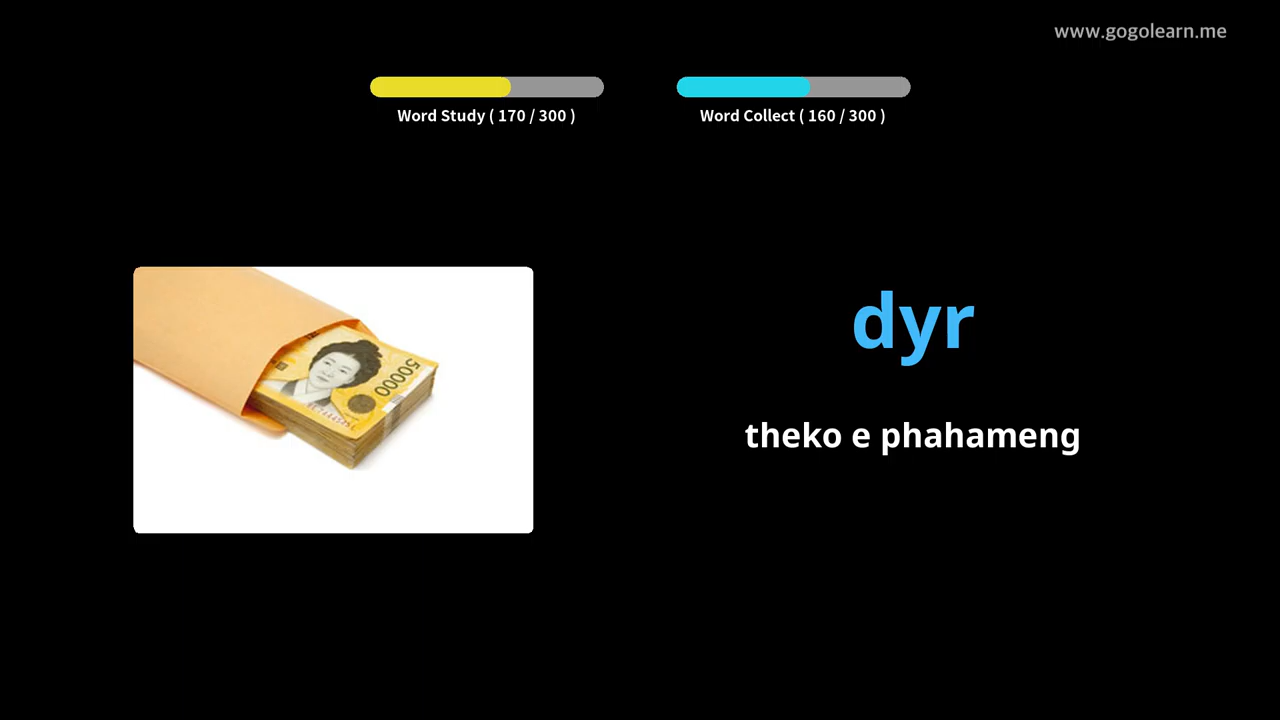 www.gogolearn.me
Word Study ( 170 / 300 )
Word Collect ( 160 / 300 )
50000
dyr
theko e phahameng